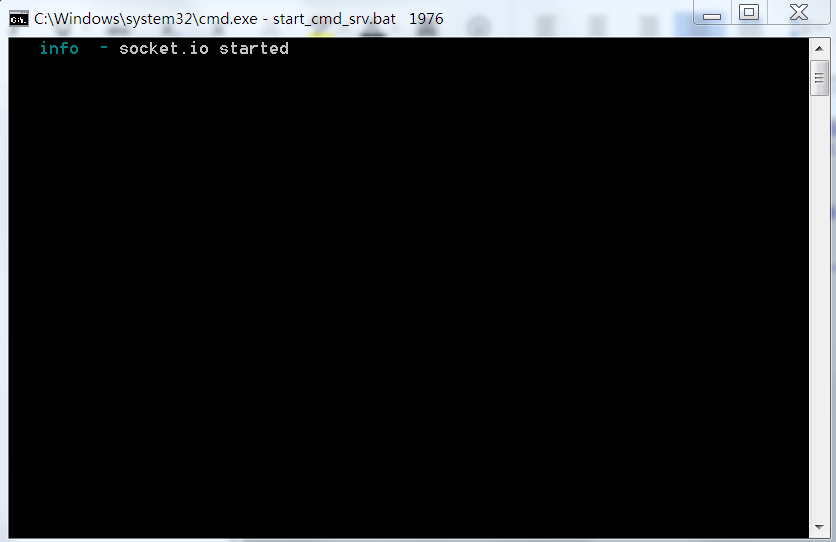 C:\Windows\system32\cmd.exe - start_cmd_srv.bat   1976
info  - socket.io started